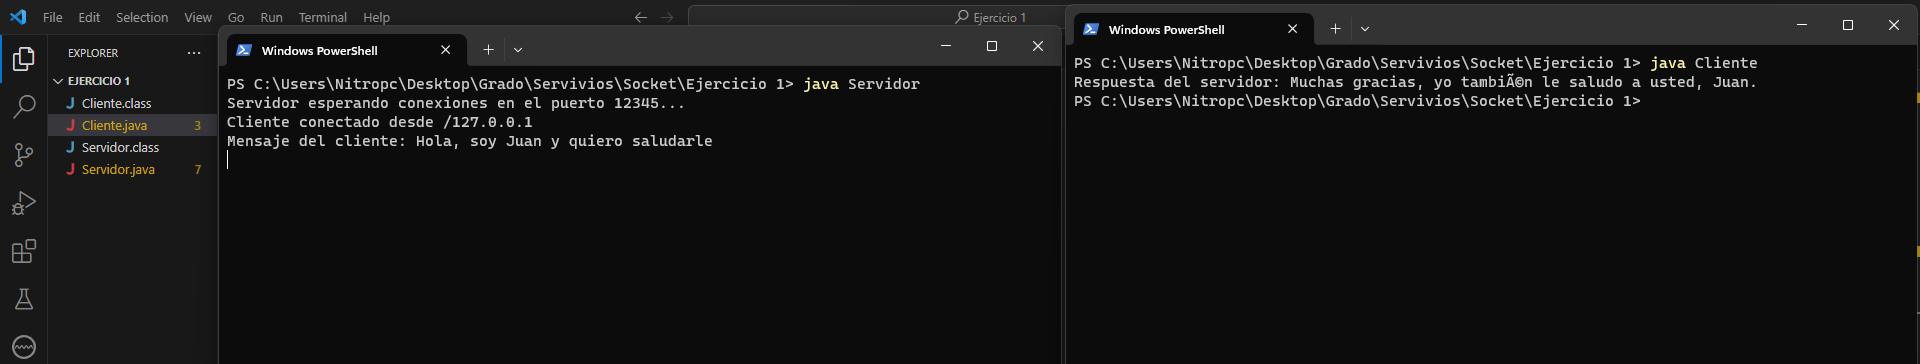 File Edit Selection View Go Run Terminal Help
Ejercicio 1
EXPLORER
EJERCICIO 1
Cliente.class
Cliente.java 3
Servidor.class
Servidor.java 7
Windows PowerShell
PS C:\Users\Nitropc\Desktop\Grado\Servivios\Socket\Ejercicio 1> java Servidor
Servidor esperando conexiones en el puerto 12345...
Cliente conectado desde /127.0.0.1
Mensaje del cliente: Hola, soy Juan y quiero saludarle
Windows PowerShell
PS C:\Users\Nitropc\Desktop\Grado\Servivios\Socket\Ejercicio 1> java Cliente
Respuesta del servidor: Muchas gracias, yo tambiÃ©n le saludo a usted, Juan.
PS C:\Users\Nitropc\Desktop\Grado\Servivios\Socket\Ejercicio 1>